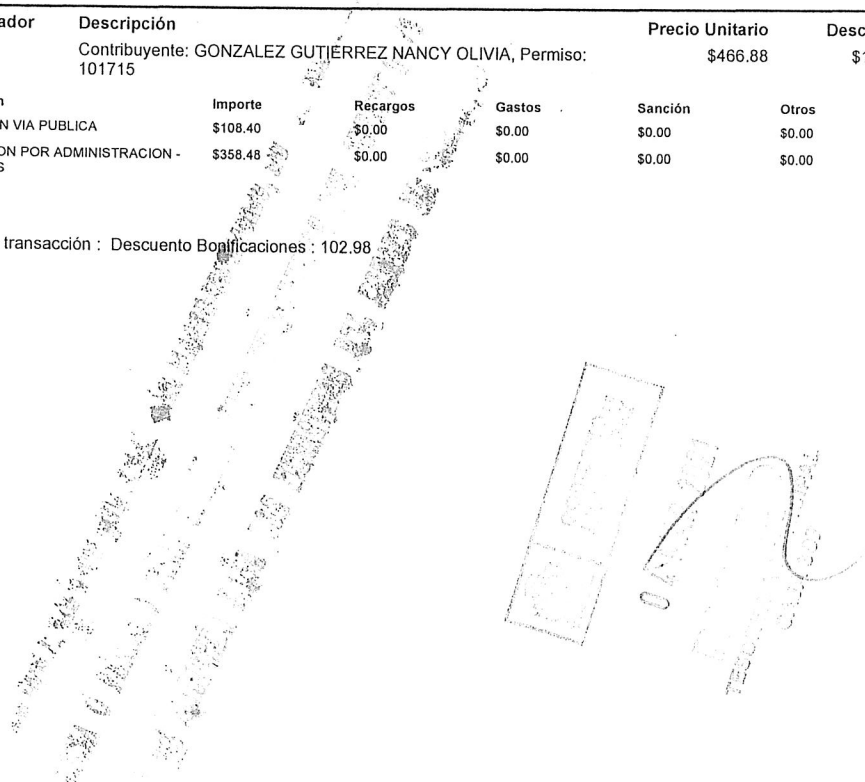 ador Descripción Precio Unitario Desc
Contribuyente: GONZALEZ GUTIERREZ NANCY OLIVIA, Permiso: $466.88 $1
101715
n Importe Recargos Gastos Sanción Otros
N VIA PUBLICA $108.40 $0.00 $0.00 $0.00 $0.00
ON POR ADMINISTRACION - $358.48 $0.00 $0.00 $0.00 $0.00
S
transacción : Descuento Bonificaciones : 102.98